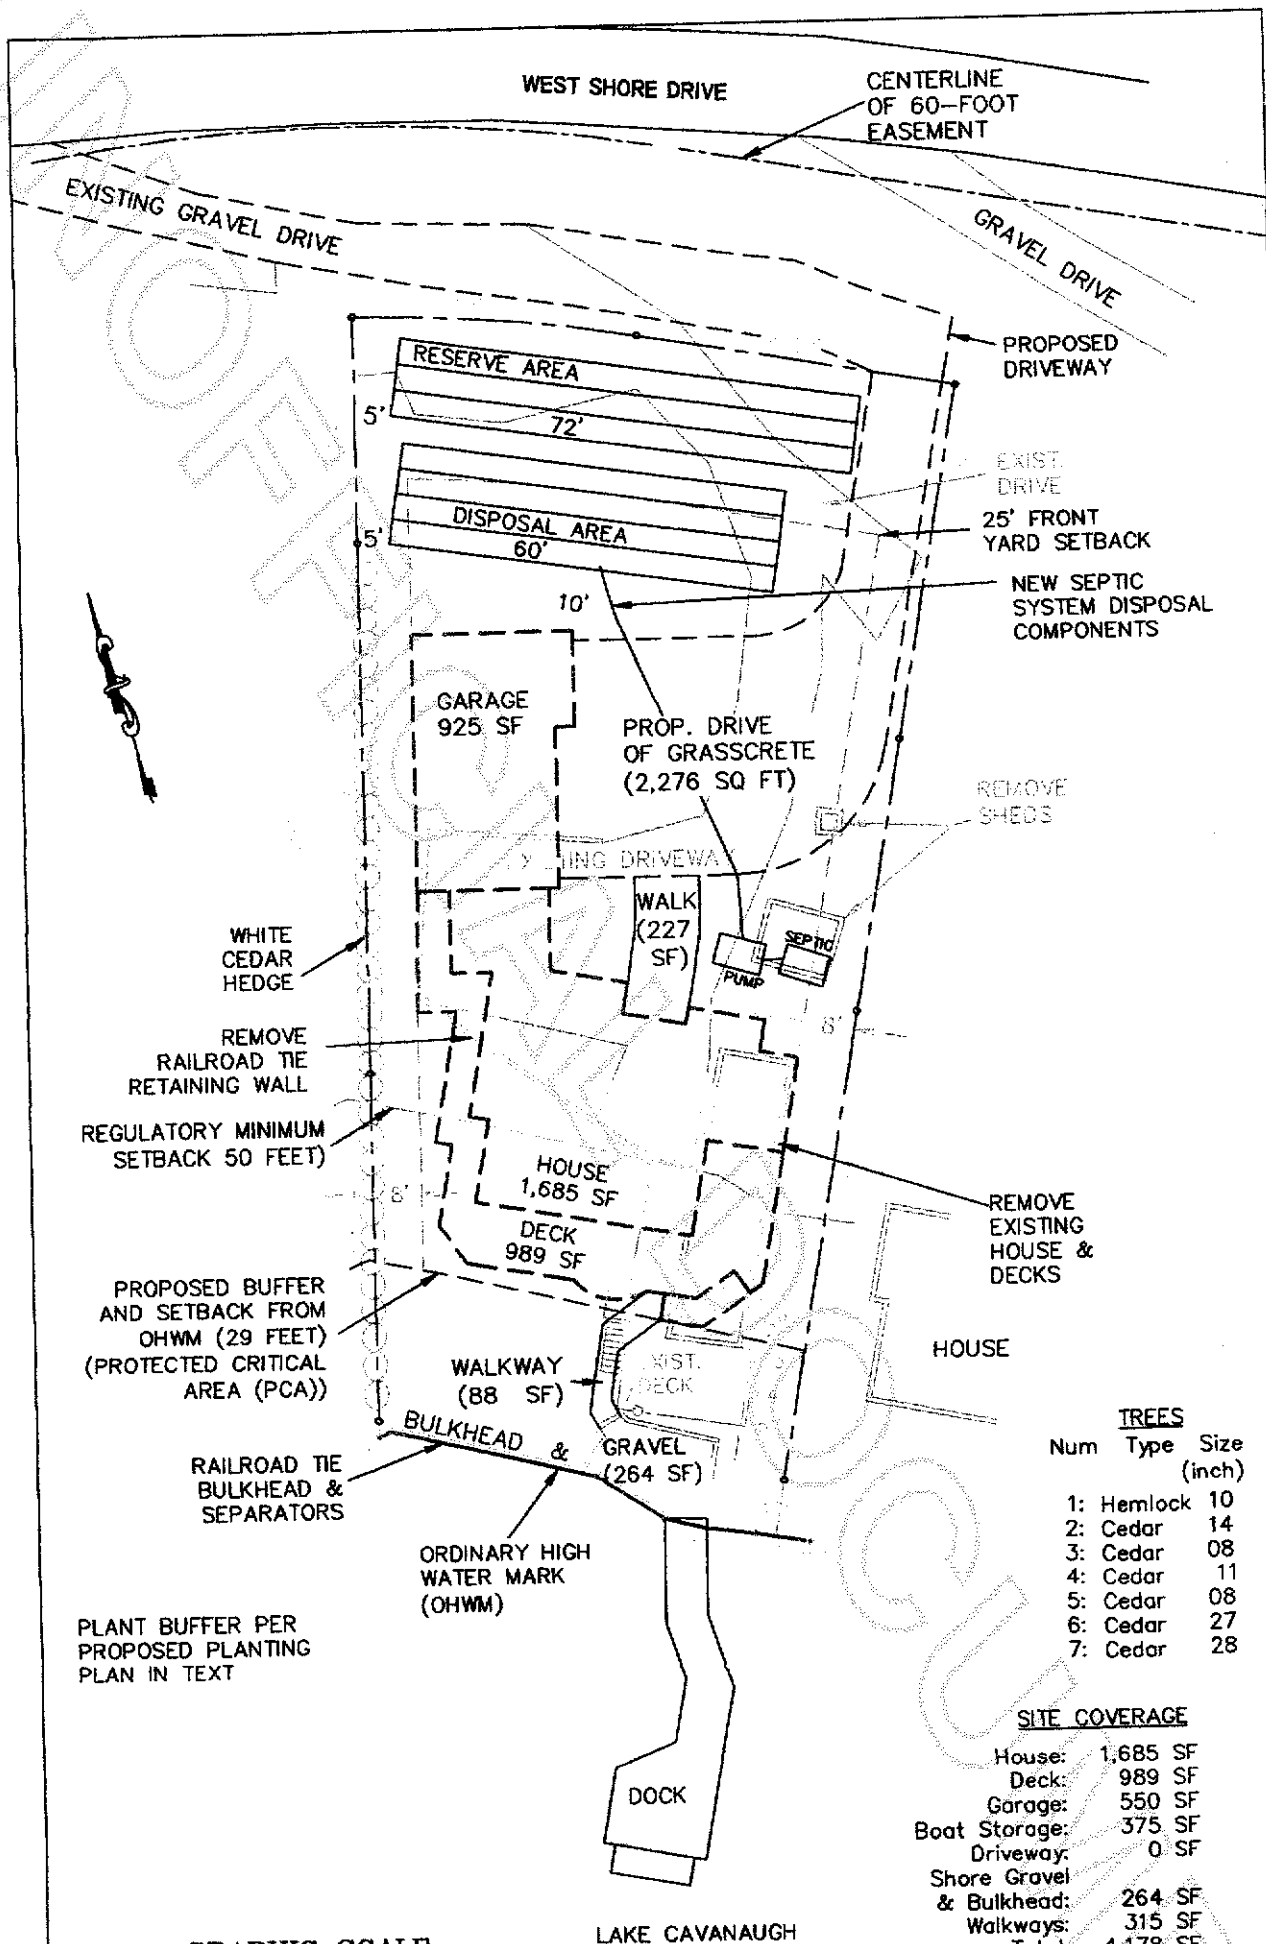 WEST SHORE DRIVE
CENTERLINE
OF 60-FOOT
EASEMENT
EXISTING GRAVEL DRIVE
GRAVEL DRIVE
PROPOSED
DRIVEWAY
RESERVE AREA
5'
72'
EXIST.
DRIVE
25' FRONT
YARD SETBACK
DISPOSAL AREA
5'
60'
NEW SEPTIC
SYSTEM DISPOSAL
COMPONENTS
10'
GARAGE
925 SF
PROP. DRIVE
OF GRASSCRETE
(2,276 SQ FT)
REMOVE
SHEDS
DRIVEWAY
WALK
(227
SF)
SEPTIC
PUMP
WHITE
CEDAR
HEDGE
8'
REMOVE
RAILROAD TIE
RETAINING WALL
REGULATORY MINIMUM
SETBACK 50 FEET)
HOUSE
1,685 SF
8'
DECK
989 SF
REMOVE
EXISTING
HOUSE &
DECKS
PROPOSED BUFFER
AND SETBACK FROM
OHWM (29 FEET)
(PROTECTED CRITICAL
AREA (PCA))
HOUSE
WALKWAY
(88 SF)
EXIST.
DECK
BULKHEAD &
GRAVEL
(264 SF)
RAILROAD TIE
BULKHEAD &
SEPARATORS
ORDINARY HIGH
WATER MARK
(OHWM)
TREES
Num Type Size
(inch)
1: Hemlock 10
2: Cedar 14
3: Cedar 08
4: Cedar 11
5: Cedar 08
6: Cedar 27
7: Cedar 28
PLANT BUFFER PER
PROPOSED PLANTING
PLAN IN TEXT
SITE COVERAGE
House: 1,685 SF
Deck: 989 SF
Garage: 550 SF
Boat Storage: 375 SF
Driveway: 0 SF
Shore Gravel
& Bulkhead: 264 SF
Walkways: 315 SF
Total 4,178 SF
DOCK
LAKE CAVANAUGH
GRAPHIC SCALE
UNOFFICIAL DOCUMENT